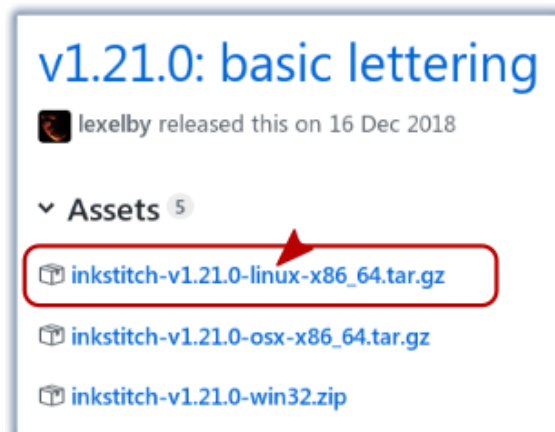 v1.21.0: basic lettering
lexelby released this on 16 Dec 2018
Assets 5
inkstitch-v1.21.0-linux-x86_64.tar.gz
inkstitch-v1.21.0-osx-x86_64.tar.gz
inkstitch-v1.21.0-win32.zip